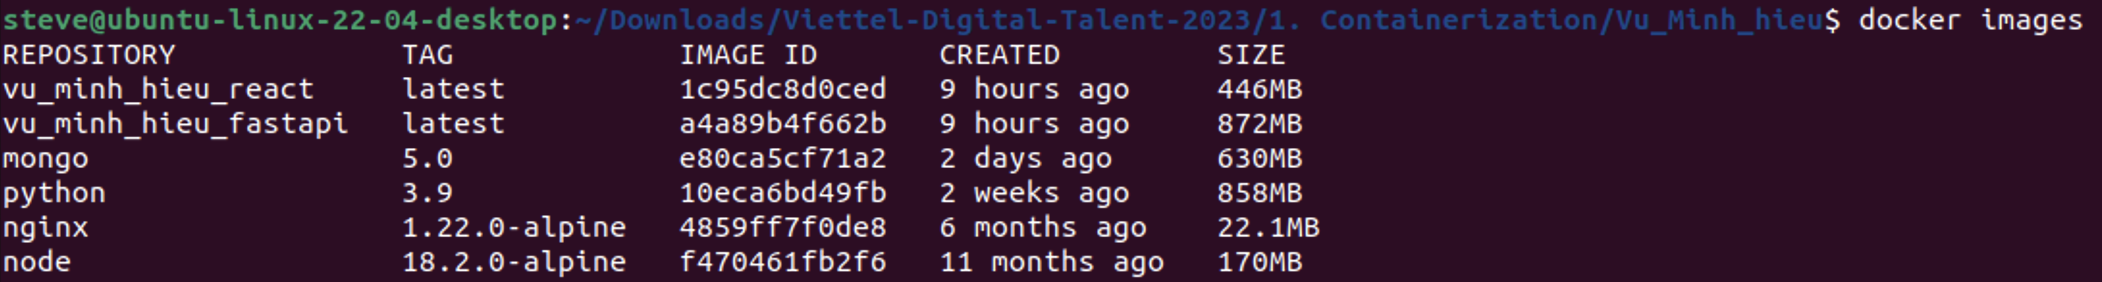 steve@ubuntu-linux-22-04-desktop:~/Downloads/Viettel-Digital-Talent-2023/1. Containerization/Vu_Minh_hieu$ docker images
REPOSITORY TAG IMAGE ID CREATED SIZE
vu_minh_hieu_react latest 1c95dc8d0ced 9 hours ago 446MB
vu_minh_hieu_fastapi latest a4a89b4f662b 9 hours ago 872MB
mongo 5.0 e80ca5cf71a2 2 days ago 630MB
python 3.9 10eca6bd49fb 2 weeks ago 858MB
nginx 1.22.0-alpine 4859ff7f0de8 6 months ago 22.1MB
node 18.2.0-alpine f470461fb2f6 11 months ago 170MB